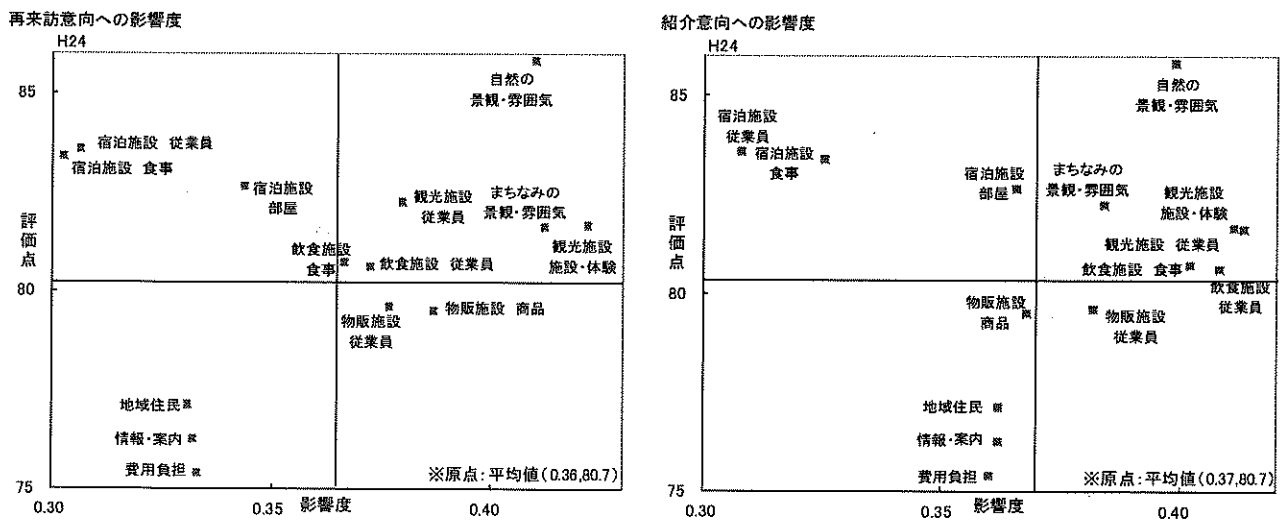 再来訪意向への影響度
H24
85
自然の
景観・雰囲気
宿泊施設 従業員
宿泊施設 食事
宿泊施設
部屋
観光施設
従業員
まちなみの
景観・雰囲気
評価点
飲食施設
食事
飲食施設 従業員
観光施設
施設・体験
80
物販施設
従業員
物販施設 商品
地域住民
情報・案内
費用負担
※原点:平均値(0.36,80.7)
75
0.30
0.35
影響度
0.40
紹介意向への影響度
H24
85
自然の
景観・雰囲気
宿泊施設
従業員
宿泊施設
食事
宿泊施設
部屋
まちなみの
景観・雰囲気
観光施設
施設・体験
評価点
観光施設 従業員
飲食施設 食事
飲食施設
従業員
80
物販施設
商品
物販施設
従業員
地域住民
情報・案内
費用負担
※原点:平均値(0.37,80.7)
75
0.30
0.35
影響度
0.40